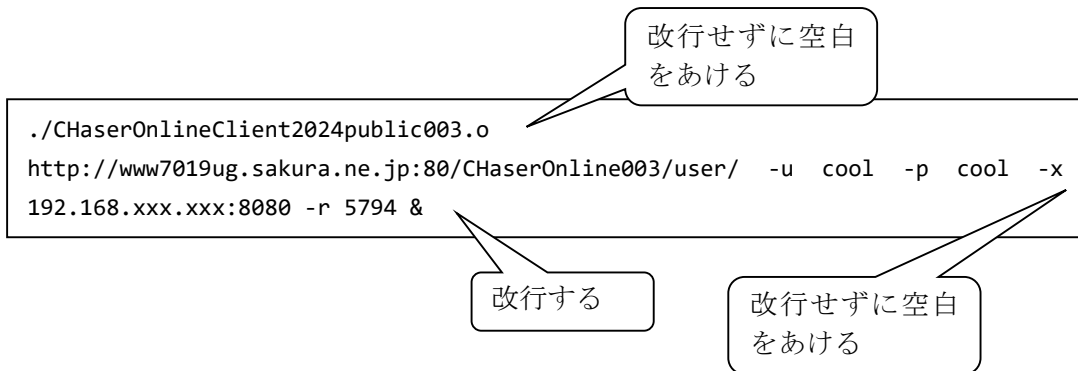 改行せずに空白
をあける
./CHaserOnlineClient2024public003.o
http://www7019ug.sakura.ne.jp:80/CHaserOnline003/user/ -u cool -p cool -x
192.168.xxx.xxx:8080 -r 5794 &
改行する
改行せずに空白
をあける